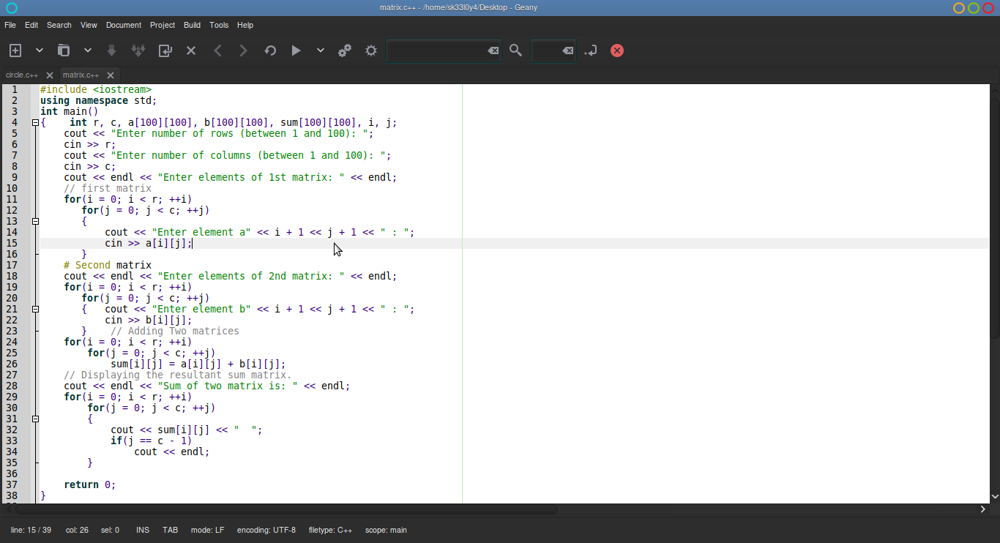 matrix.c++ - /home/sk33l0y4/Desktop - Geany
File Edit Search View Document Project Build Tools Help
circle.c++ matrix.c++
1 #include <iostream>
2 using namespace std;
3 int main()
4 {    int r, c, a[100][100], b[100][100], sum[100][100], i, j;
5     cout << "Enter number of rows (between 1 and 100): ";
6     cin >> r;
7     cout << "Enter number of columns (between 1 and 100): ";
8     cin >> c;
9     cout << endl << "Enter elements of 1st matrix: " << endl;
10     // first matrix
11     for(i = 0; i < r; ++i)
12        for(j = 0; j < c; ++j)
13        {
14            cout << "Enter element a" << i + 1 << j + 1 << " : ";
15            cin >> a[i][j];
16        }
17     # Second matrix
18     cout << endl << "Enter elements of 2nd matrix: " << endl;
19     for(i = 0; i < r; ++i)
20        for(j = 0; j < c; ++j)
21        {   cout << "Enter element b" << i + 1 << j + 1 << " : ";
22            cin >> b[i][j];
23        }    // Adding Two matrices
24     for(i = 0; i < r; ++i)
25         for(j = 0; j < c; ++j)
26             sum[i][j] = a[i][j] + b[i][j];
27     // Displaying the resultant sum matrix.
28     cout << endl << "Sum of two matrix is: " << endl;
29     for(i = 0; i < r; ++i)
30         for(j = 0; j < c; ++j)
31         {
32             cout << sum[i][j] << "  ";
33             if(j == c - 1)
34                 cout << endl;
35         }
36
37     return 0;
38 }
line: 15 / 39 col: 26 sel: 0 INS TAB mode: LF encoding: UTF-8 filetype: C++ scope: main